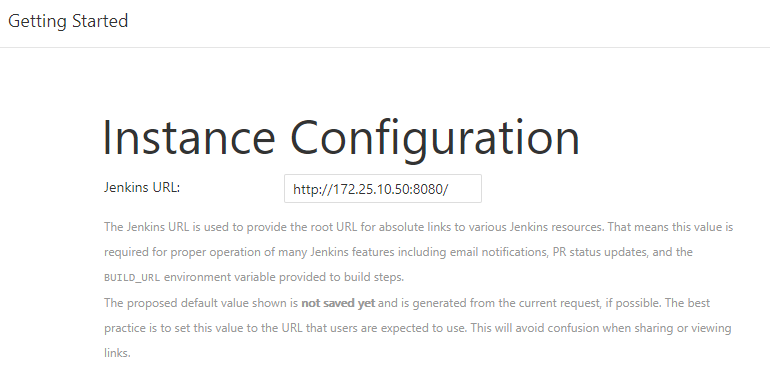 Getting Started
Instance Configuration
Jenkins URL:
http://172.25.10.50:8080/
The Jenkins URL is used to provide the root URL for absolute links to various Jenkins resources. That means this value is
required for proper operation of many Jenkins features including email notifications, PR status updates, and the
BUILD_URL environment variable provided to build steps.
The proposed default value shown is not saved yet and is generated from the current request, if possible. The best
practice is to set this value to the URL that users are expected to use. This will avoid confusion when sharing or viewing
links.